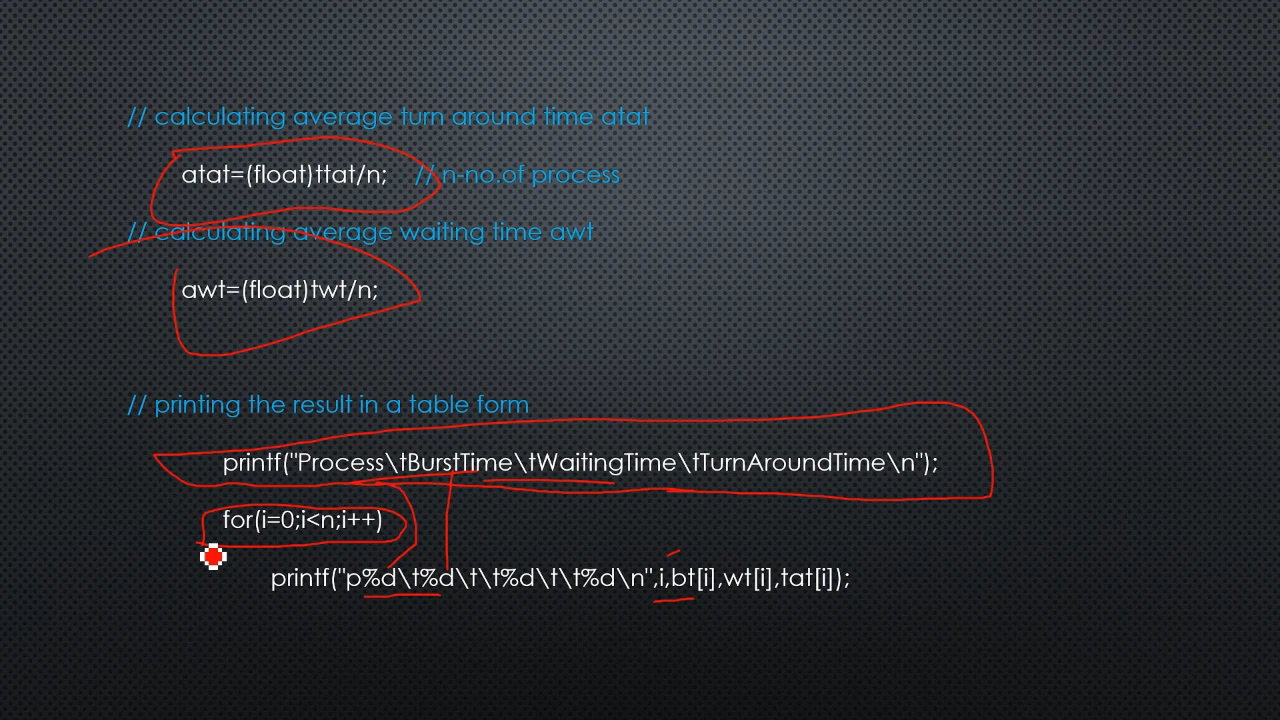 // calculating average turn around time atat
atat=(float)ttat/n; // n-no.of process
// calculating average waiting time awt
awt=(float)twt/n;
// printing the result in a table form
printf("Process\tBurstTime\tWaitingTime\tTurnAroundTime\n");
for(i=0;i<n;i++)
printf("p%d\t%d\t\t%d\t\t%d\n",i,bt[i],wt[i],tat[i]);